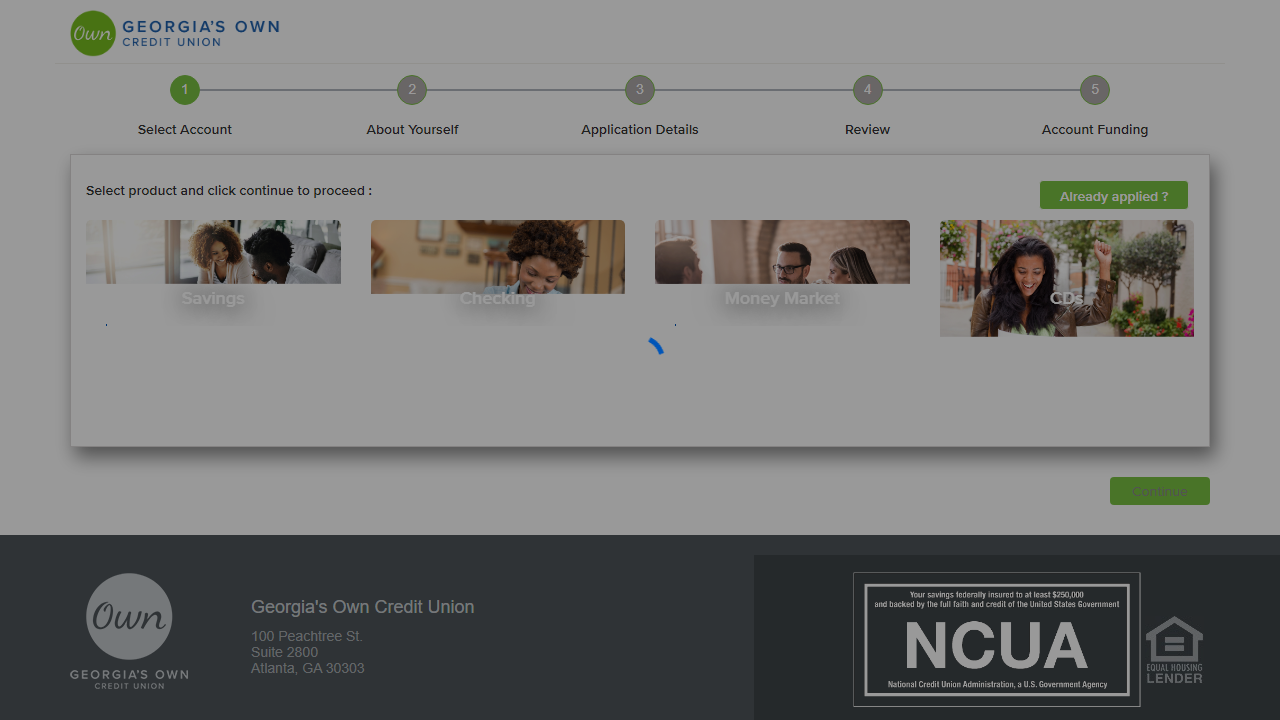 Own GEORGIA'S OWN
CREDIT UNION
1 2 3 4 5
Select Account About Yourself Application Details Review Account Funding
Select product and click continue to proceed :
Already applied ?
Savings Checking Money Market CDs
Continue
Own
GEORGIA'S OWN
CREDIT UNION
Georgia's Own Credit Union
100 Peachtree St.
Suite 2800
Atlanta, GA 30303
Your savings federally insured to at least $250,000
and backed by the full faith and credit of the United States Government
NCUA
National Credit Union Administration, a U.S. Government Agency
EQUAL HOUSING
LENDER